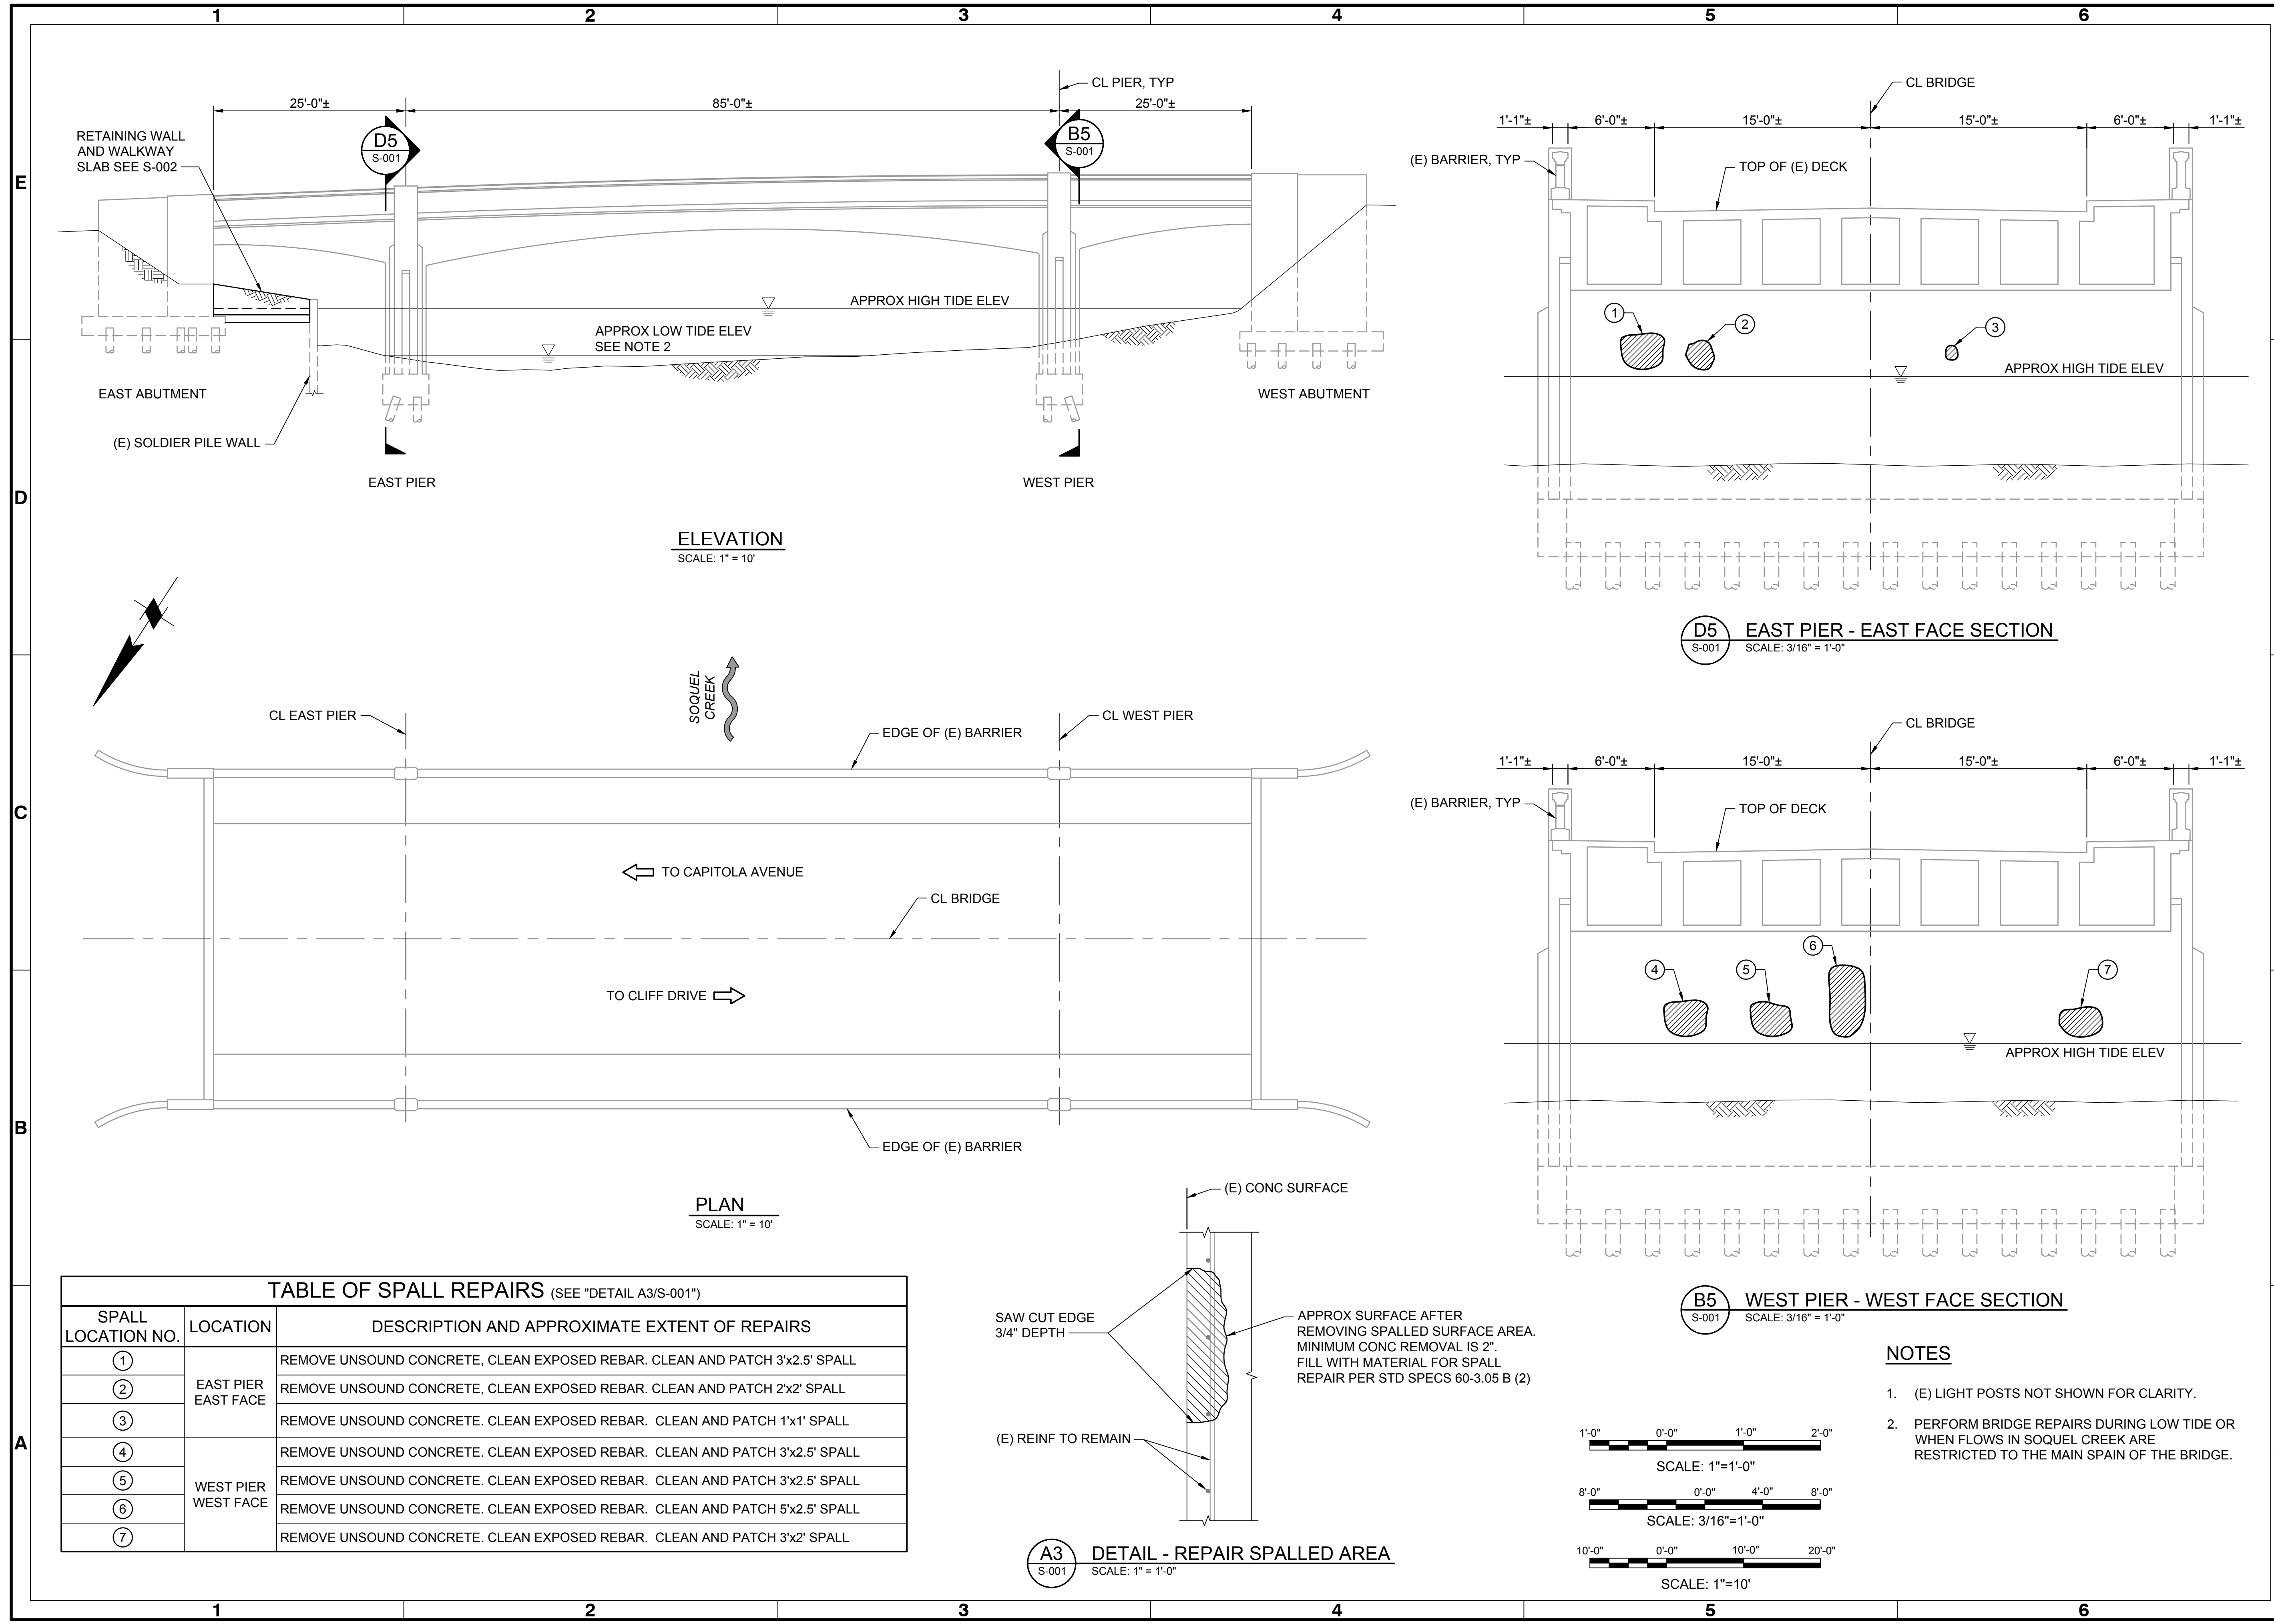 1 2 3 4 5 6
E
D
C
B
A
CL PIER, TYP
25'-0"± 85'-0"± 25'-0"±
RETAINING WALL
AND WALKWAY
SLAB SEE S-002
D5
S-001
B5
S-001
APPROX HIGH TIDE ELEV
APPROX LOW TIDE ELEV
SEE NOTE 2
EAST ABUTMENT
WEST ABUTMENT
(E) SOLDIER PILE WALL
EAST PIER
WEST PIER
ELEVATION
SCALE: 1" = 10'
CL BRIDGE
1'-1"± 6'-0"± 15'-0"± 15'-0"± 6'-0"± 1'-1"±
(E) BARRIER, TYP
TOP OF (E) DECK
1
2
3
APPROX HIGH TIDE ELEV
D5
S-001
EAST PIER - EAST FACE SECTION
SCALE: 3/16" = 1'-0"
SOQUEL
CREEK
CL EAST PIER
CL WEST PIER
EDGE OF (E) BARRIER
TO CAPITOLA AVENUE
CL BRIDGE
TO CLIFF DRIVE
EDGE OF (E) BARRIER
PLAN
SCALE: 1" = 10'
CL BRIDGE
1'-1"± 6'-0"± 15'-0"± 15'-0"± 6'-0"± 1'-1"±
(E) BARRIER, TYP
TOP OF DECK
6
4
5
7
APPROX HIGH TIDE ELEV
B5
S-001
WEST PIER - WEST FACE SECTION
SCALE: 3/16" = 1'-0"
TABLE OF SPALL REPAIRS (SEE "DETAIL A3/S-001")
SPALL
LOCATION NO.
LOCATION
DESCRIPTION AND APPROXIMATE EXTENT OF REPAIRS
EAST PIER
EAST FACE
1 REMOVE UNSOUND CONCRETE, CLEAN EXPOSED REBAR. CLEAN AND PATCH 3'x2.5' SPALL
2 REMOVE UNSOUND CONCRETE, CLEAN EXPOSED REBAR. CLEAN AND PATCH 2'x2' SPALL
3 REMOVE UNSOUND CONCRETE. CLEAN EXPOSED REBAR. CLEAN AND PATCH 1'x1' SPALL
WEST PIER
WEST FACE
4 REMOVE UNSOUND CONCRETE. CLEAN EXPOSED REBAR. CLEAN AND PATCH 3'x2.5' SPALL
5 REMOVE UNSOUND CONCRETE. CLEAN EXPOSED REBAR. CLEAN AND PATCH 3'x2.5' SPALL
6 REMOVE UNSOUND CONCRETE. CLEAN EXPOSED REBAR. CLEAN AND PATCH 5'x2.5' SPALL
7 REMOVE UNSOUND CONCRETE. CLEAN EXPOSED REBAR. CLEAN AND PATCH 3'x2' SPALL
(E) CONC SURFACE
SAW CUT EDGE
3/4" DEPTH
APPROX SURFACE AFTER
REMOVING SPALLED SURFACE AREA.
MINIMUM CONC REMOVAL IS 2".
FILL WITH MATERIAL FOR SPALL
REPAIR PER STD SPECS 60-3.05 B (2)
(E) REINF TO REMAIN
A3
S-001
DETAIL - REPAIR SPALLED AREA
SCALE: 1" = 1'-0"
NOTES
1. (E) LIGHT POSTS NOT SHOWN FOR CLARITY.
2. PERFORM BRIDGE REPAIRS DURING LOW TIDE OR
WHEN FLOWS IN SOQUEL CREEK ARE
RESTRICTED TO THE MAIN SPAIN OF THE BRIDGE.
1'-0" 0'-0" 1'-0" 2'-0"
SCALE: 1"=1'-0"
8'-0" 0'-0" 4'-0" 8'-0"
SCALE: 3/16"=1'-0"
10'-0" 0'-0" 10'-0" 20'-0"
SCALE: 1"=10'
1 2 3 4 5 6